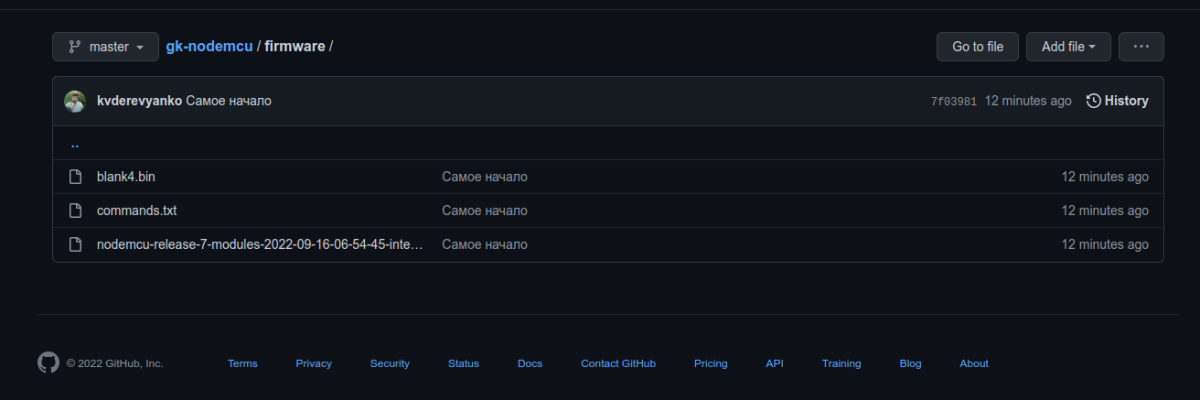 master gk-nodemcu / firmware / Go to file Add file ···
kvderevyanko Самое начало 7f03981 12 minutes ago History
..
blank4.bin Самое начало 12 minutes ago
commands.txt Самое начало 12 minutes ago
nodemcu-release-7-modules-2022-09-16-06-54-45-inte… Самое начало 12 minutes ago
© 2022 GitHub, Inc. Terms Privacy Security Status Docs Contact GitHub Pricing API Training Blog About